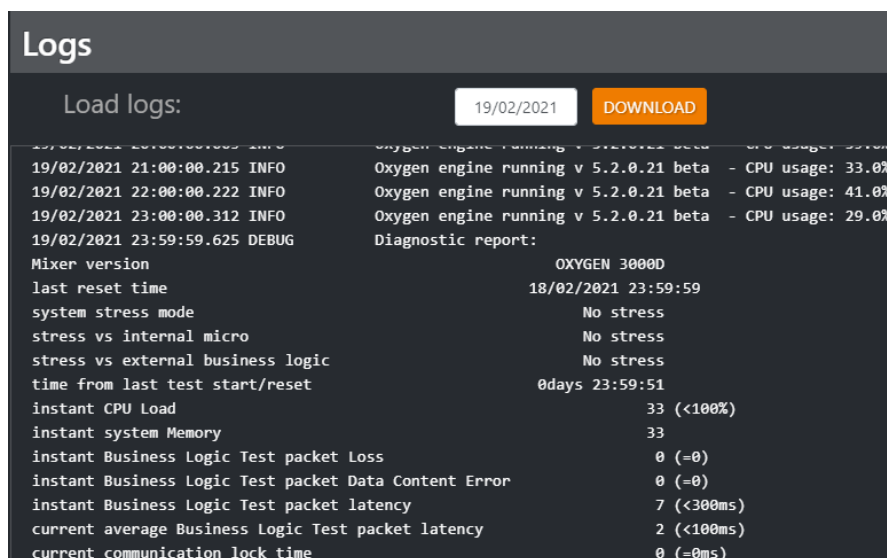 Logs
Load logs:
19/02/2021
DOWNLOAD
19/02/2021 21:00:00.215 INFO Oxygen engine running v 5.2.0.21 beta - CPU usage: 33.0%
19/02/2021 22:00:00.222 INFO Oxygen engine running v 5.2.0.21 beta - CPU usage: 41.0%
19/02/2021 23:00:00.312 INFO Oxygen engine running v 5.2.0.21 beta - CPU usage: 29.0%
19/02/2021 23:59:59.625 DEBUG Diagnostic report:
Mixer version OXYGEN 3000D
last reset time 18/02/2021 23:59:59
system stress mode No stress
stress vs internal micro No stress
stress vs external business logic No stress
time from last test start/reset 0days 23:59:51
instant CPU Load 33 (<100%)
instant system Memory 33
instant Business Logic Test packet Loss 0 (=0)
instant Business Logic Test packet Data Content Error 0 (=0)
instant Business Logic Test packet latency 7 (<300ms)
current average Business Logic Test packet latency 2 (<100ms)
current communication lock time 0 (=0ms)